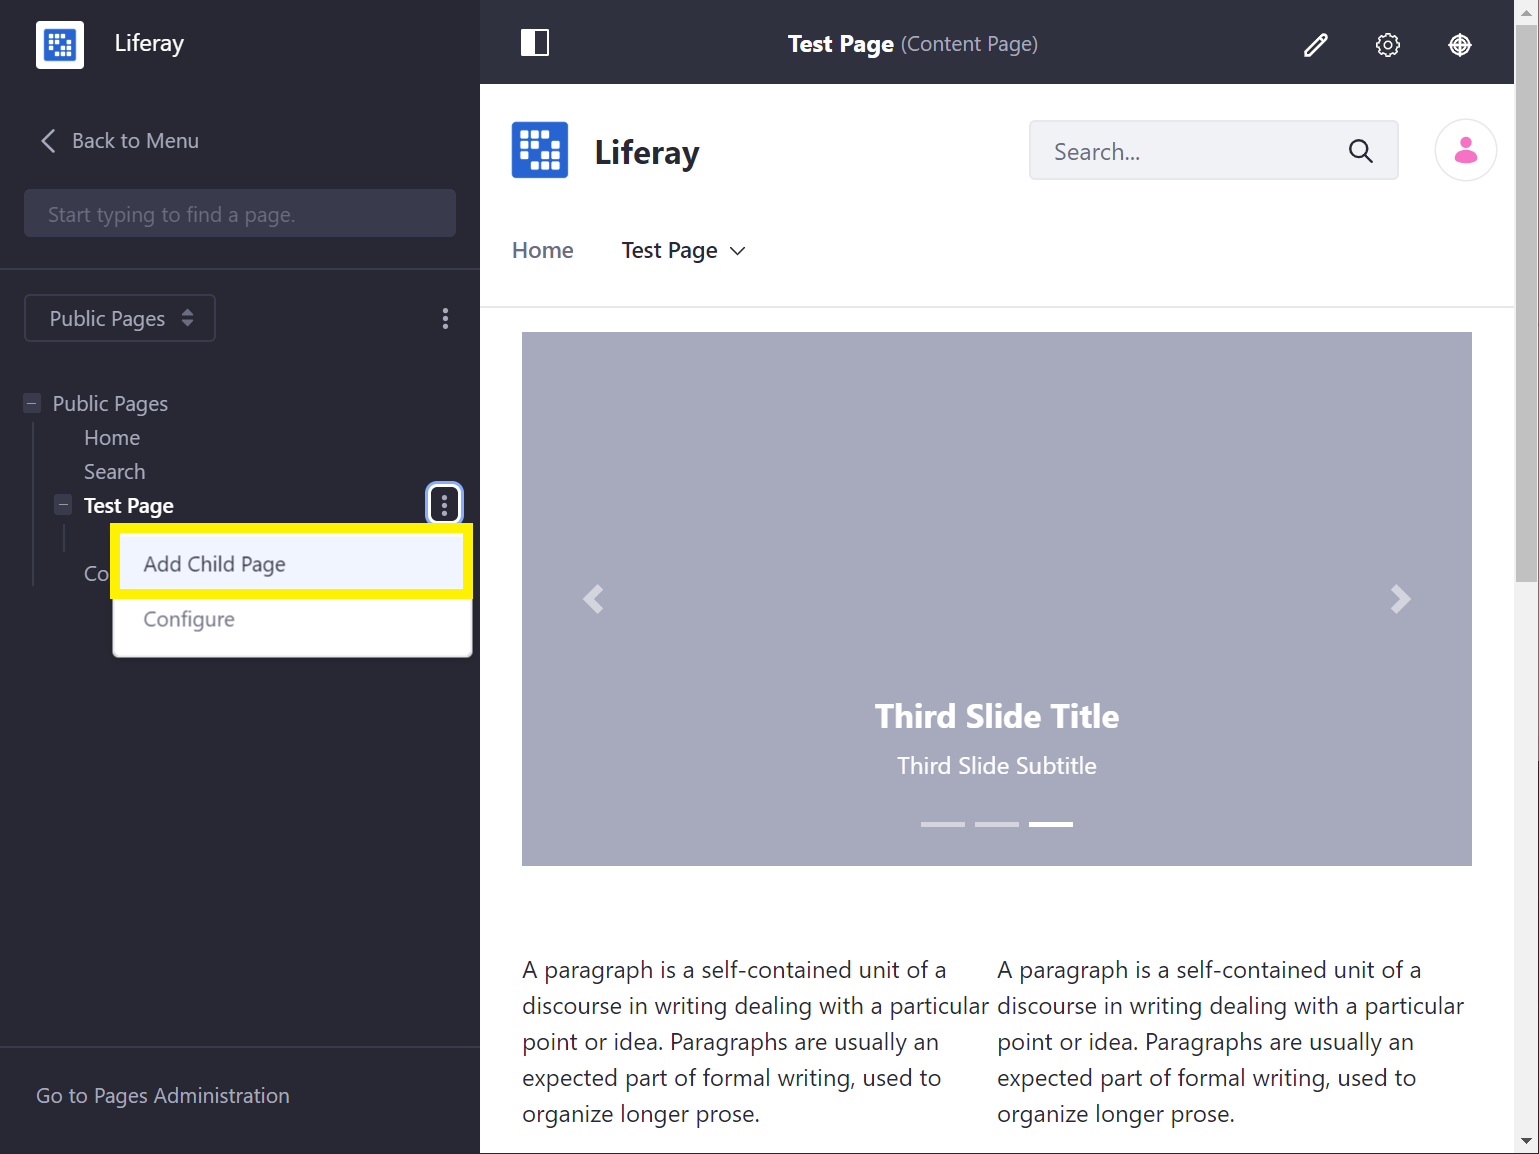 Liferay
Back to Menu
Start typing to find a page.
Public Pages
Public Pages
Home
Search
Test Page
Co
Add Child Page
Configure
Go to Pages Administration
Test Page (Content Page)
Liferay
Search...
Home
Test Page
Third Slide Title
Third Slide Subtitle
A paragraph is a self-contained unit of a
discourse in writing dealing with a particular
point or idea. Paragraphs are usually an
expected part of formal writing, used to
organize longer prose.
A paragraph is a self-contained unit of a
discourse in writing dealing with a particular
point or idea. Paragraphs are usually an
expected part of formal writing, used to
organize longer prose.